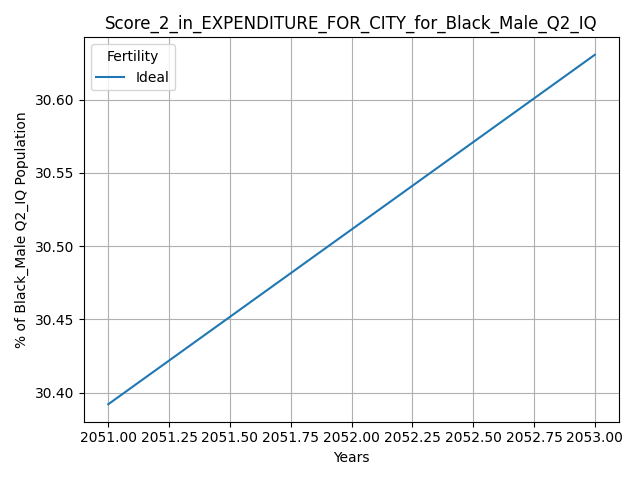 Score_2_in_EXPENDITURE_FOR_CITY_for_Black_Male_Q2_IQ
Fertility
Ideal
% of Black_Male Q2_IQ Population
30.60
30.55
30.50
30.45
30.40
2051.00 2051.25 2051.50 2051.75 2052.00 2052.25 2052.50 2052.75 2053.00
Years